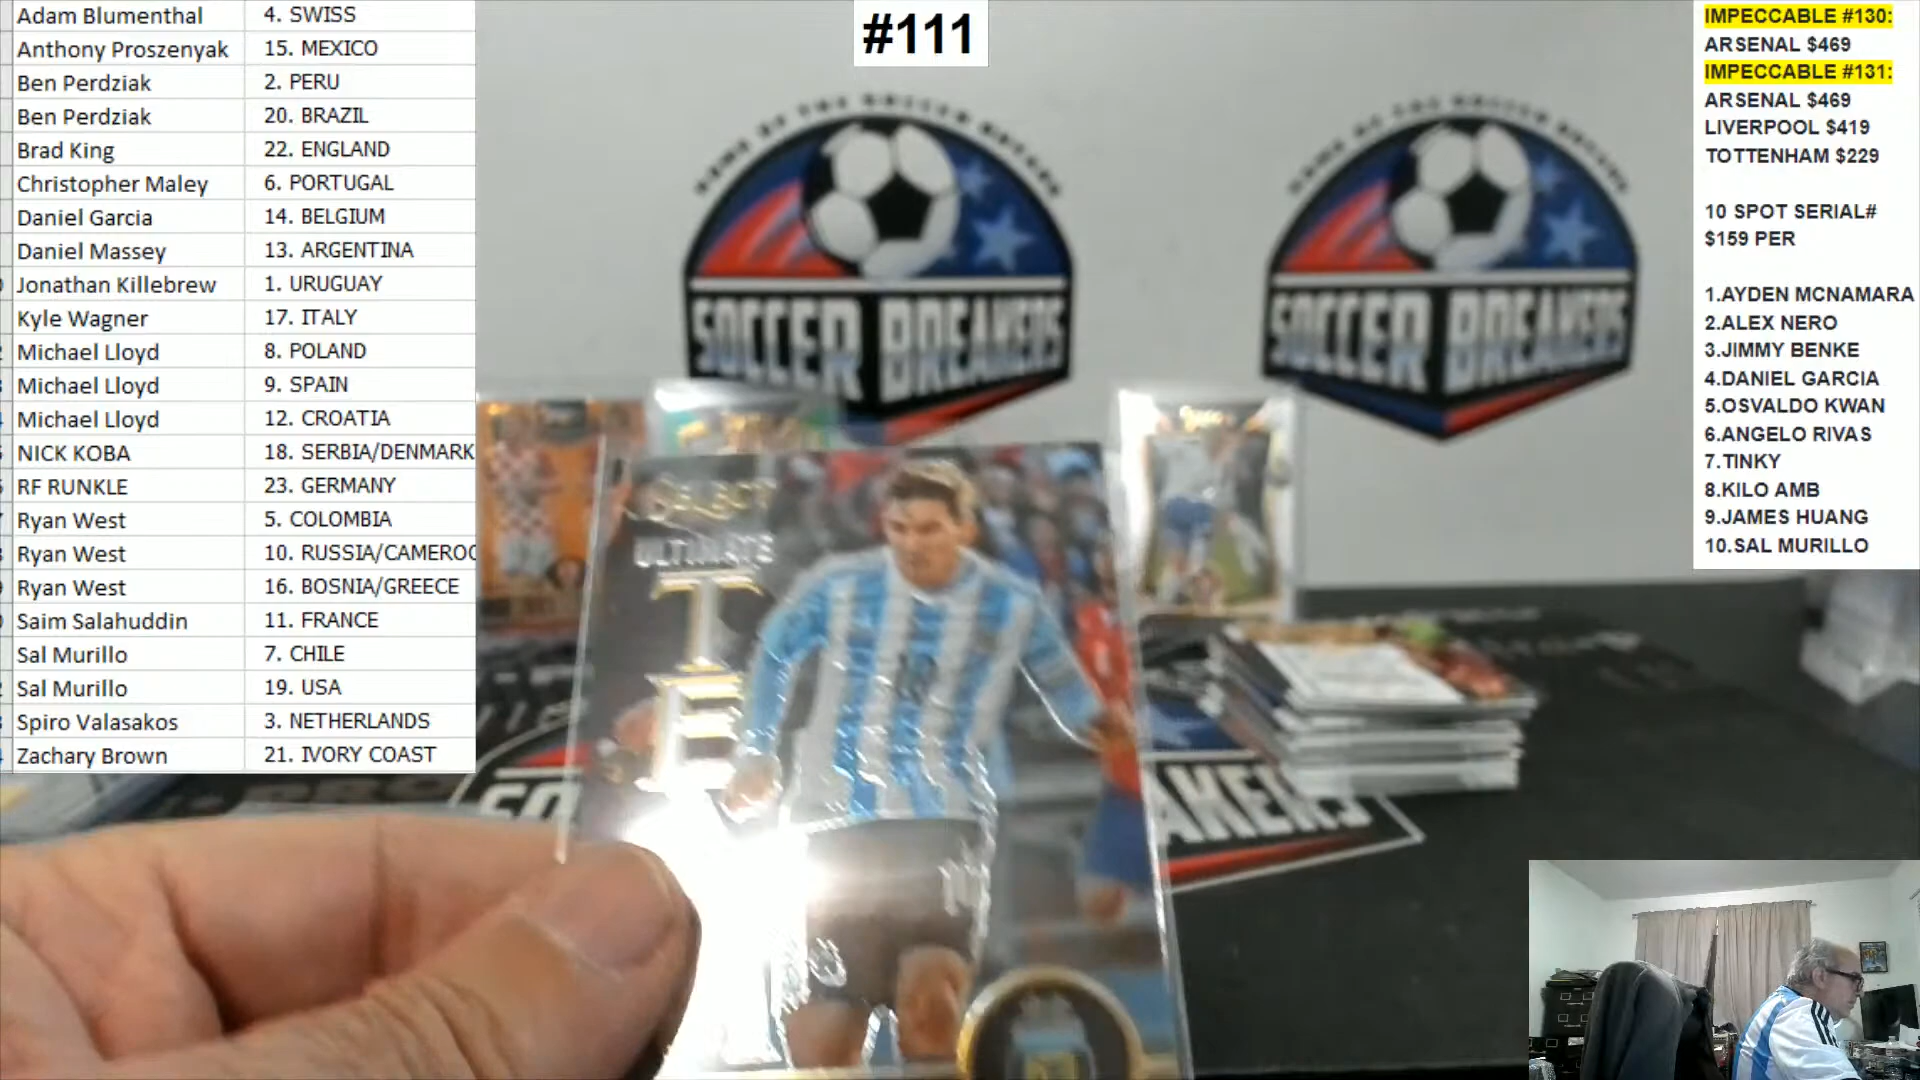 Adam Blumenthal 4. SWISS
Anthony Proszenyak 15. MEXICO
Ben Perdziak 2. PERU
Ben Perdziak 20. BRAZIL
Brad King 22. ENGLAND
Christopher Maley 6. PORTUGAL
Daniel Garcia 14. BELGIUM
Daniel Massey 13. ARGENTINA
Jonathan Killebrew 1. URUGUAY
Kyle Wagner 17. ITALY
Michael Lloyd 8. POLAND
Michael Lloyd 9. SPAIN
Michael Lloyd 12. CROATIA
NICK KOBA 18. SERBIA/DENMARK
RF RUNKLE 23. GERMANY
Ryan West 5. COLOMBIA
Ryan West 10. RUSSIA/CAMEROO
Ryan West 16. BOSNIA/GREECE
Saim Salahuddin 11. FRANCE
Sal Murillo 7. CHILE
Sal Murillo 19. USA
Spiro Valasakos 3. NETHERLANDS
Zachary Brown 21. IVORY COAST
#111
SOCCER BREAKERS
SOCCER BREAKERS
SELECT
ULTIMATE
10
AKERS
IMPECCABLE #130:
ARSENAL $469
IMPECCABLE #131:
ARSENAL $469
LIVERPOOL $419
TOTTENHAM $229
10 SPOT SERIAL#
$159 PER
1.AYDEN MCNAMARA
2.ALEX NERO
3.JIMMY BENKE
4.DANIEL GARCIA
5.OSVALDO KWAN
6.ANGELO RIVAS
7.TINKY
8.KILO AMB
9.JAMES HUANG
10.SAL MURILLO